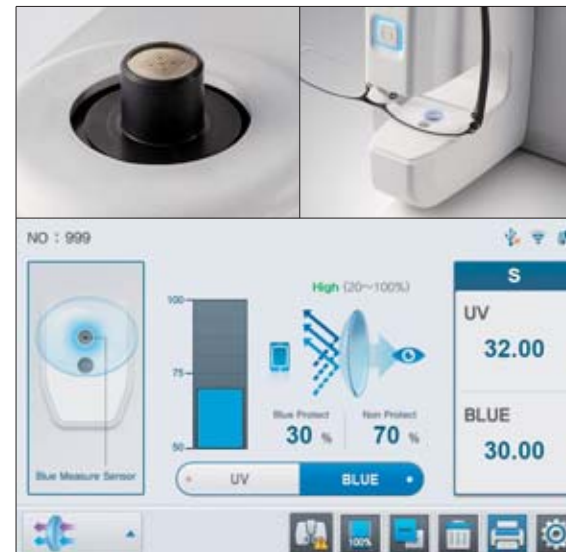 NO : 999
S
High (20~100%)
100
75
50
UV
32.00
BLUE
30.00
Blue Protect
30 %
Non Protect
70 %
Blue Measure Sensor
UV
BLUE
100%